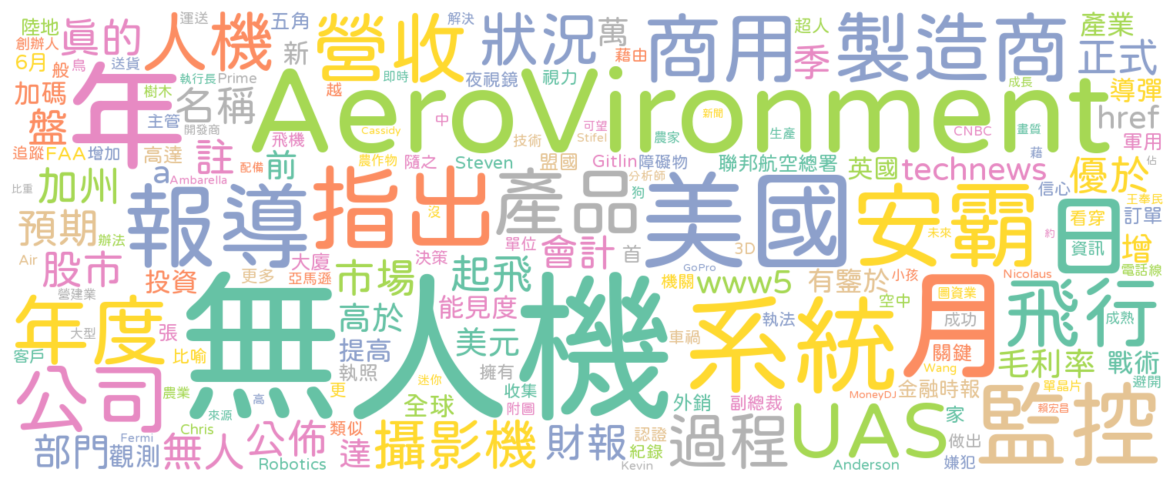 陸地 運送 五角 解決 超人 產業
創辦人 真的 人機 新 營收 狀況 萬 商用 製造商 正式
6月 送貨 藉由 季
般 鳥 執行長 Prime 即時 夜視鏡 視力 導彈
加碼 樹木 名稱 越 AeroVironment 成長 href
盤 主管 年 開發商 新聞 畫質
追蹤 FAA 增加 飛機 Cassidy 中 技術 可望 農家 生產 CNBC 軍用
高達 註 前 農作物 隨之 Stifel 藉 佔
比重 加州 a Ambarella 配備 Steven 盟國 Gitlin 障礙物 聯邦航空總署 英國 technews 優於
分析師 狗 信心 王奉民
預期 報導 指出 沒 產品 美國 安霸 未來 訂單 看穿 日
辦法 單位 首 3D 豹 資訊 增
Air 股市 大廈 會計 決策 GoPro 電話線
投資 亞馬遜 更多 市場 起飛 機關 www5 有鑒於 小孩 Nicolaus
營建業 能見度 空中 圖資業
年度 大型 無人機 高於 系統 月 飛行
張 美元 車禍 執法 成功 成熟
客戶 比喻 提高 擁有 關鍵 毛利率 戰術
公司 農業 執照 迷你 Wang 單晶片 避開
更 收集 外銷 副總裁 MoneyDJ 金融時報
來源 高 全球 附圖 家 賴宏昌
Chris 類似 過程 UAS 做出 監控
部門 Fermi 無人 公佈 達 攝影機 財報 認證
觀測 紀錄 嫌犯
Robotics Kevin Anderson